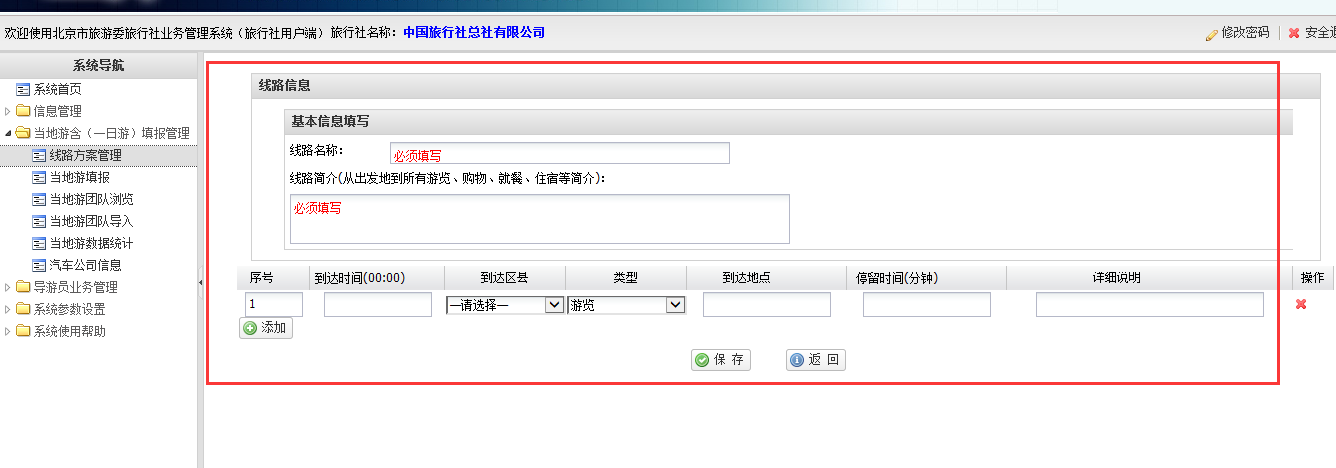 欢迎使用北京市旅游委旅行社业务管理系统（旅行社用户端）旅行社名称：中国旅行社总社有限公司
修改密码
安全退
系统导航
系统首页
信息管理
当地游含（一日游）填报管理
线路方案管理
当地游填报
当地游团队浏览
当地游团队导入
当地游数据统计
汽车公司信息
导游员业务管理
系统参数设置
系统使用帮助
线路信息
基本信息填写
线路名称：
必须填写
线路简介(从出发地到所有游览、购物、就餐、住宿等简介)：
必须填写
序号 到达时间(00:00) 到达区县 类型 到达地点 停留时间(分钟) 详细说明 操作
1 —请选择— 游览
添加
保 存 返 回